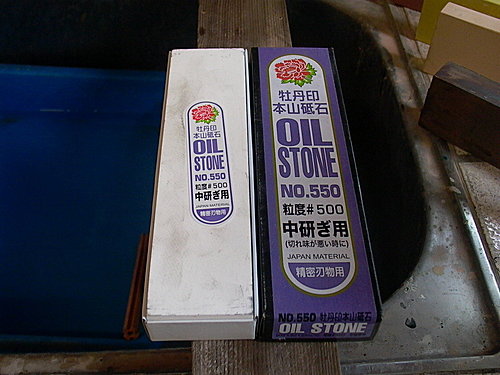 牡丹印
本山砥石
OIL
STONE
NO.550
粒度#500
中研ぎ用
JAPAN MATERIAL
精密刃物用
牡丹印
本山砥石
OIL
STONE
NO.550
粒度#500
中研ぎ用
(切れ味が悪い時に)
JAPAN MATERIAL
精密刃物用
NO.550 牡丹印本山砥石
OIL STONE